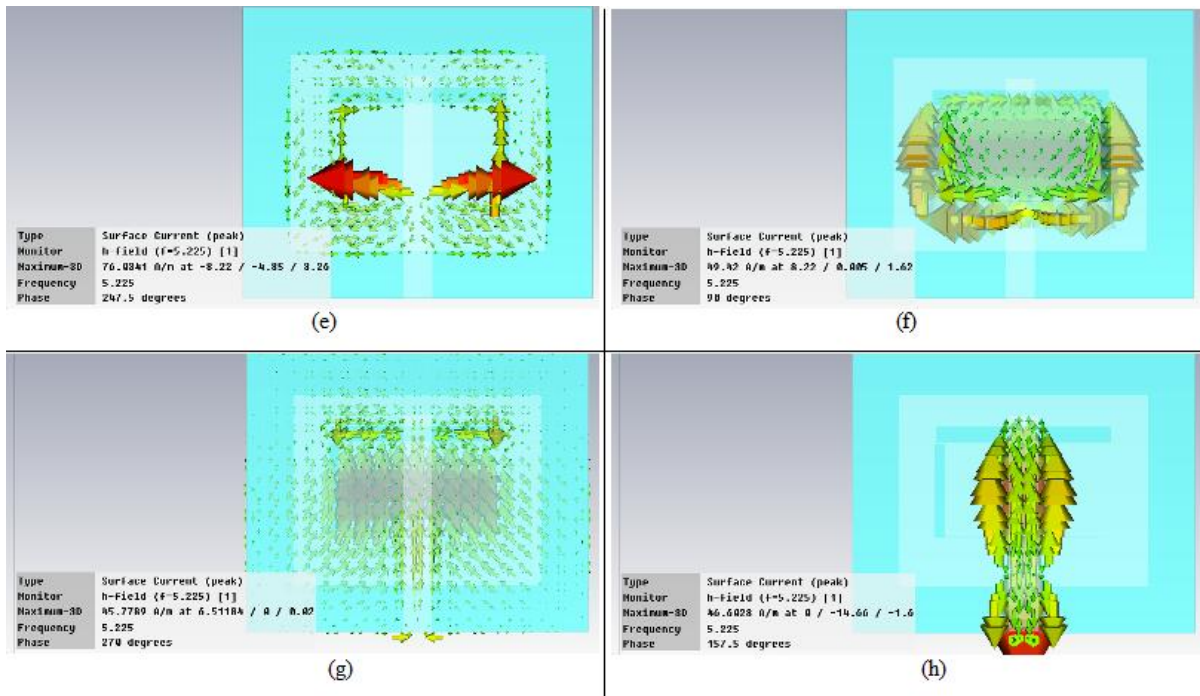 Type Surface Current (peak)
Monitor h-field (f=5.225) [1]
Maximum-3D 76.0341 A/m at -8.22 / -4.85 / 3.26
Frequency 5.225
Phase 247.5 degrees
(e)
Type Surface Current (peak)
Monitor h-field (f=5.225) [1]
Maximum-3D 49.42 A/m at 8.22 / 0.005 / 1.62
Frequency 5.225
Phase 90 degrees
(f)
Type Surface Current (peak)
Monitor h-field (f=5.225) [1]
Maximum-3D 45.7789 A/m at 6.51184 / 0 / 0.02
Frequency 5.225
Phase 270 degrees
(g)
Type Surface Current (peak)
Monitor h-field (f=5.225) [1]
Maximum-3D 46.6028 A/m at 0 / -14.66 / -1.6
Frequency 5.225
Phase 157.5 degrees
(h)